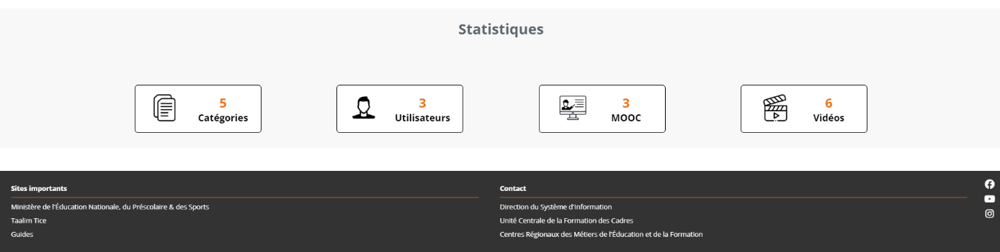 Statistiques
5
Catégories
3
Utilisateurs
3
MOOC
6
Vidéos
Sites importants
Ministère de l'Éducation Nationale, du Préscolaire & des Sports
Taalim Tice
Guides
Contact
Direction du Système d'Information
Unité Centrale de la Formation des Cadres
Centres Régionaux des Métiers de l'Éducation et de la Formation